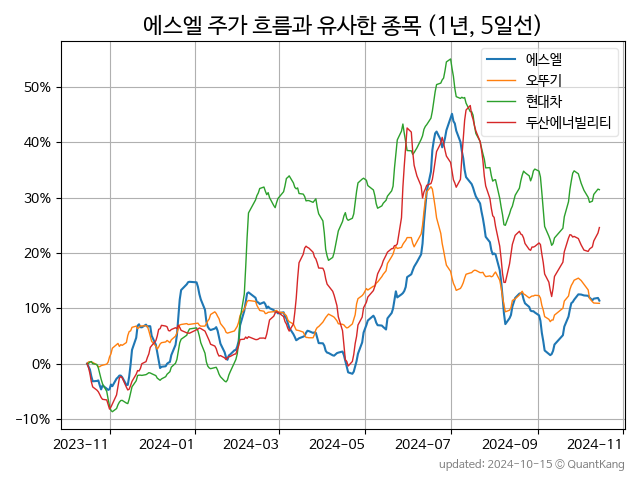 에스엘 주가 흐름과 유사한 종목 (1년, 5일선)
에스엘
오뚜기
현대차
두산에너빌리티
50%
40%
30%
20%
10%
0%
−10%
2023-11
2024-01
2024-03
2024-05
2024-07
2024-09
2024-11
updated: 2024-10-15 © QuantKang